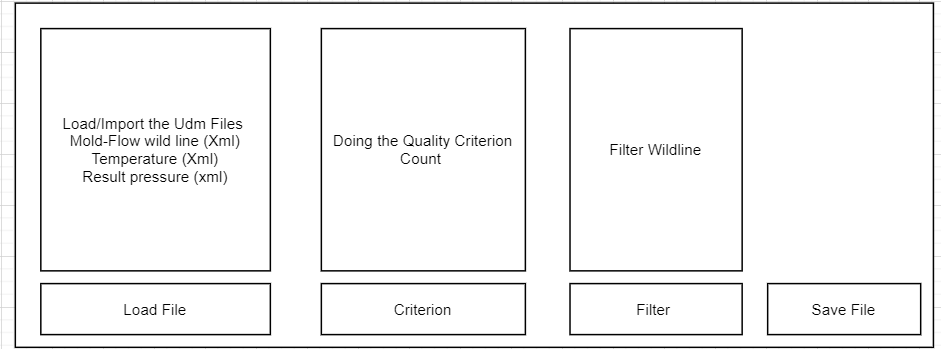 Load/Import the Udm Files
Mold-Flow wild line (Xml)
Temperature (Xml)
Result pressure (xml)
Doing the Quality Criterion
Count
Filter Wildline
Load File
Criterion
Filter
Save File